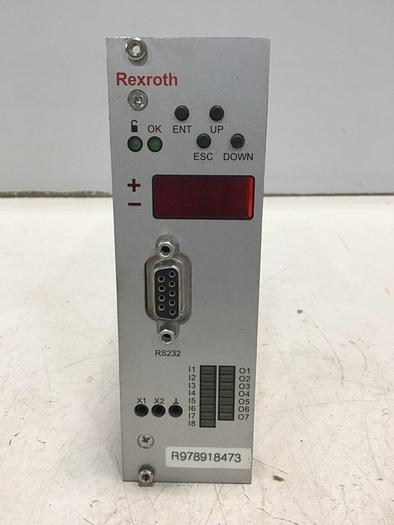 Rexroth
OK ENT UP
ESC DOWN
+
−
RS232
I1 O1
I2 O2
I3 O3
I4 O4
I5 O5
I6 O6
I7 O7
I8
X1 X2
R978918473